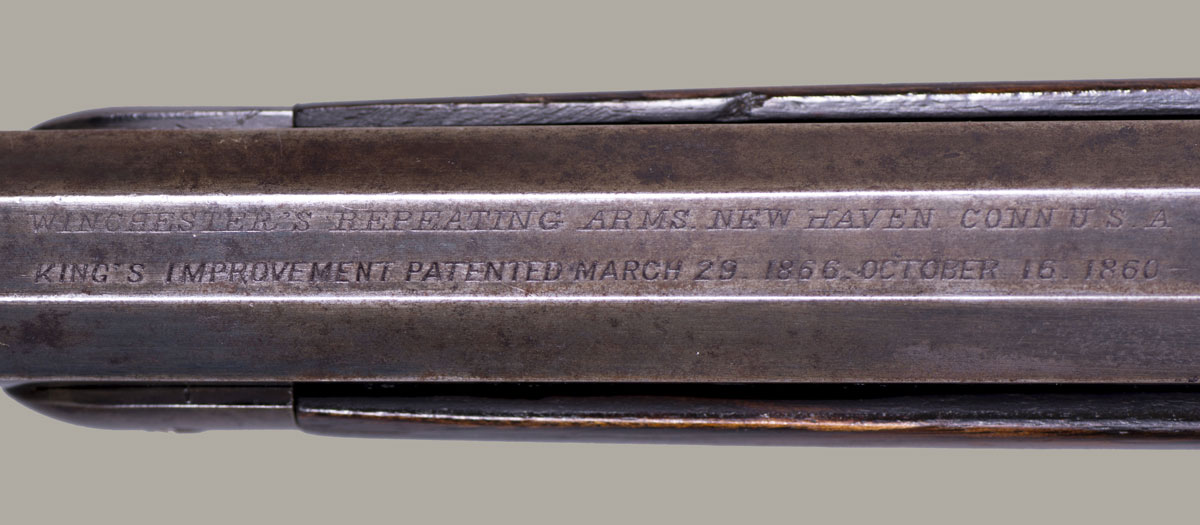 WINCHESTER'S REPEATING ARMS. NEW HAVEN. CONN U.S.A
KING'S IMPROVEMENT PATENTED MARCH 29. 1866. OCTOBER 16. 1860